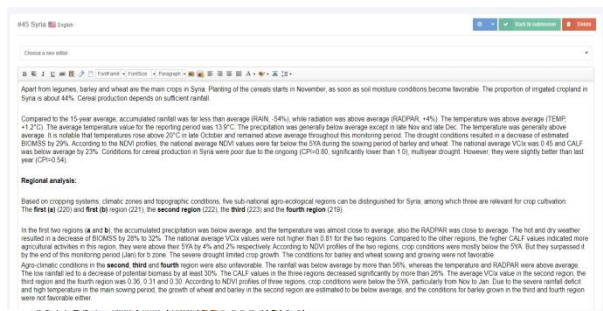 #45 Syria English
Back to submission
Delete
Choose a new editor
B I U FontFamil FontSize Paragraph A
Apart from legumes, barley and wheat are the main crops in Syria. Planting of the cereals starts in November, as soon as soil moisture conditions become favorable. The proportion of irrigated cropland in
Syria is about 44%. Cereal production depends on sufficient rainfall.
Compared to the 15-year average, accumulated rainfall was far less than average (RAIN, -54%), while radiation was above average (RADPAR, +4%). The temperature was above average (TEMP,
+1.2°C). The average temperature value for the reporting period was 13.9°C. The precipitation was generally below average except in late Nov and late Dec. The temperature was generally above
average. It is notable that temperatures rose above 20°C in late October and remained above average throughout this monitoring period. The drought conditions resulted in a decrease of estimated
BIOMSS by 29%. According to the NDVI profiles, the national average NDVI values were far below the 5YA during the sowing period of barley and wheat. The national average VCIx was 0.45 and CALF
was below average by 23%. Conditions for cereal production in Syria were poor due to the ongoing (CPI=0.80, significantly lower than 1.0), multiyear drought. However, they were slightly better than last
year (CPI=0.54).
Regional analysis:
Based on cropping systems, climatic zones and topographic conditions, five sub-national agro-ecological regions can be distinguished for Syria, among which three are relevant for crop cultivation:
The first (a) (220) and first (b) region (221), the second region (222), the third (223) and the fourth region (219).
In the first two regions (a and b), the accumulated precipitation was below average, and the temperature was almost close to average, also the RADPAR was close to average. The hot and dry weather
resulted in a decrease of BIOMSS by 28% to 32%. The national average VCIx values were not higher than 0.81 for the two regions. Compared to the other regions, the higher CALF values indicated more
agricultural activities in this region, they were above their 5YA by 4% and 2% respectively. According to NDVI profiles of the two regions, crop conditions were mostly below the 5YA. But they surpassed it
by the end of this monitoring period (Jan) for b zone. The severe drought limited crop growth. The conditions for barley and wheat sowing and growing were not favorable.
Agro-climatic conditions in the second, third and fourth region were also unfavorable. The rainfall was below average by more than 56%, whereas the temperature and RADPAR were above average.
The low rainfall led to a decrease of potential biomass by at least 30%. The CALF values in the three regions decreased significantly by more than 26%. The average VCIx value in the second region, the
third region and the fourth region was 0.36, 0.31 and 0.30. According to NDVI profiles of three regions, crop conditions were below the 5YA, particularly from Nov to Jan. Due to the severe rainfall deficit
and high temperature in the main sowing period, the growth of wheat and barley in the second region are estimated to be below average, and the conditions for barley grown in the third and fourth region
were not favorable either.